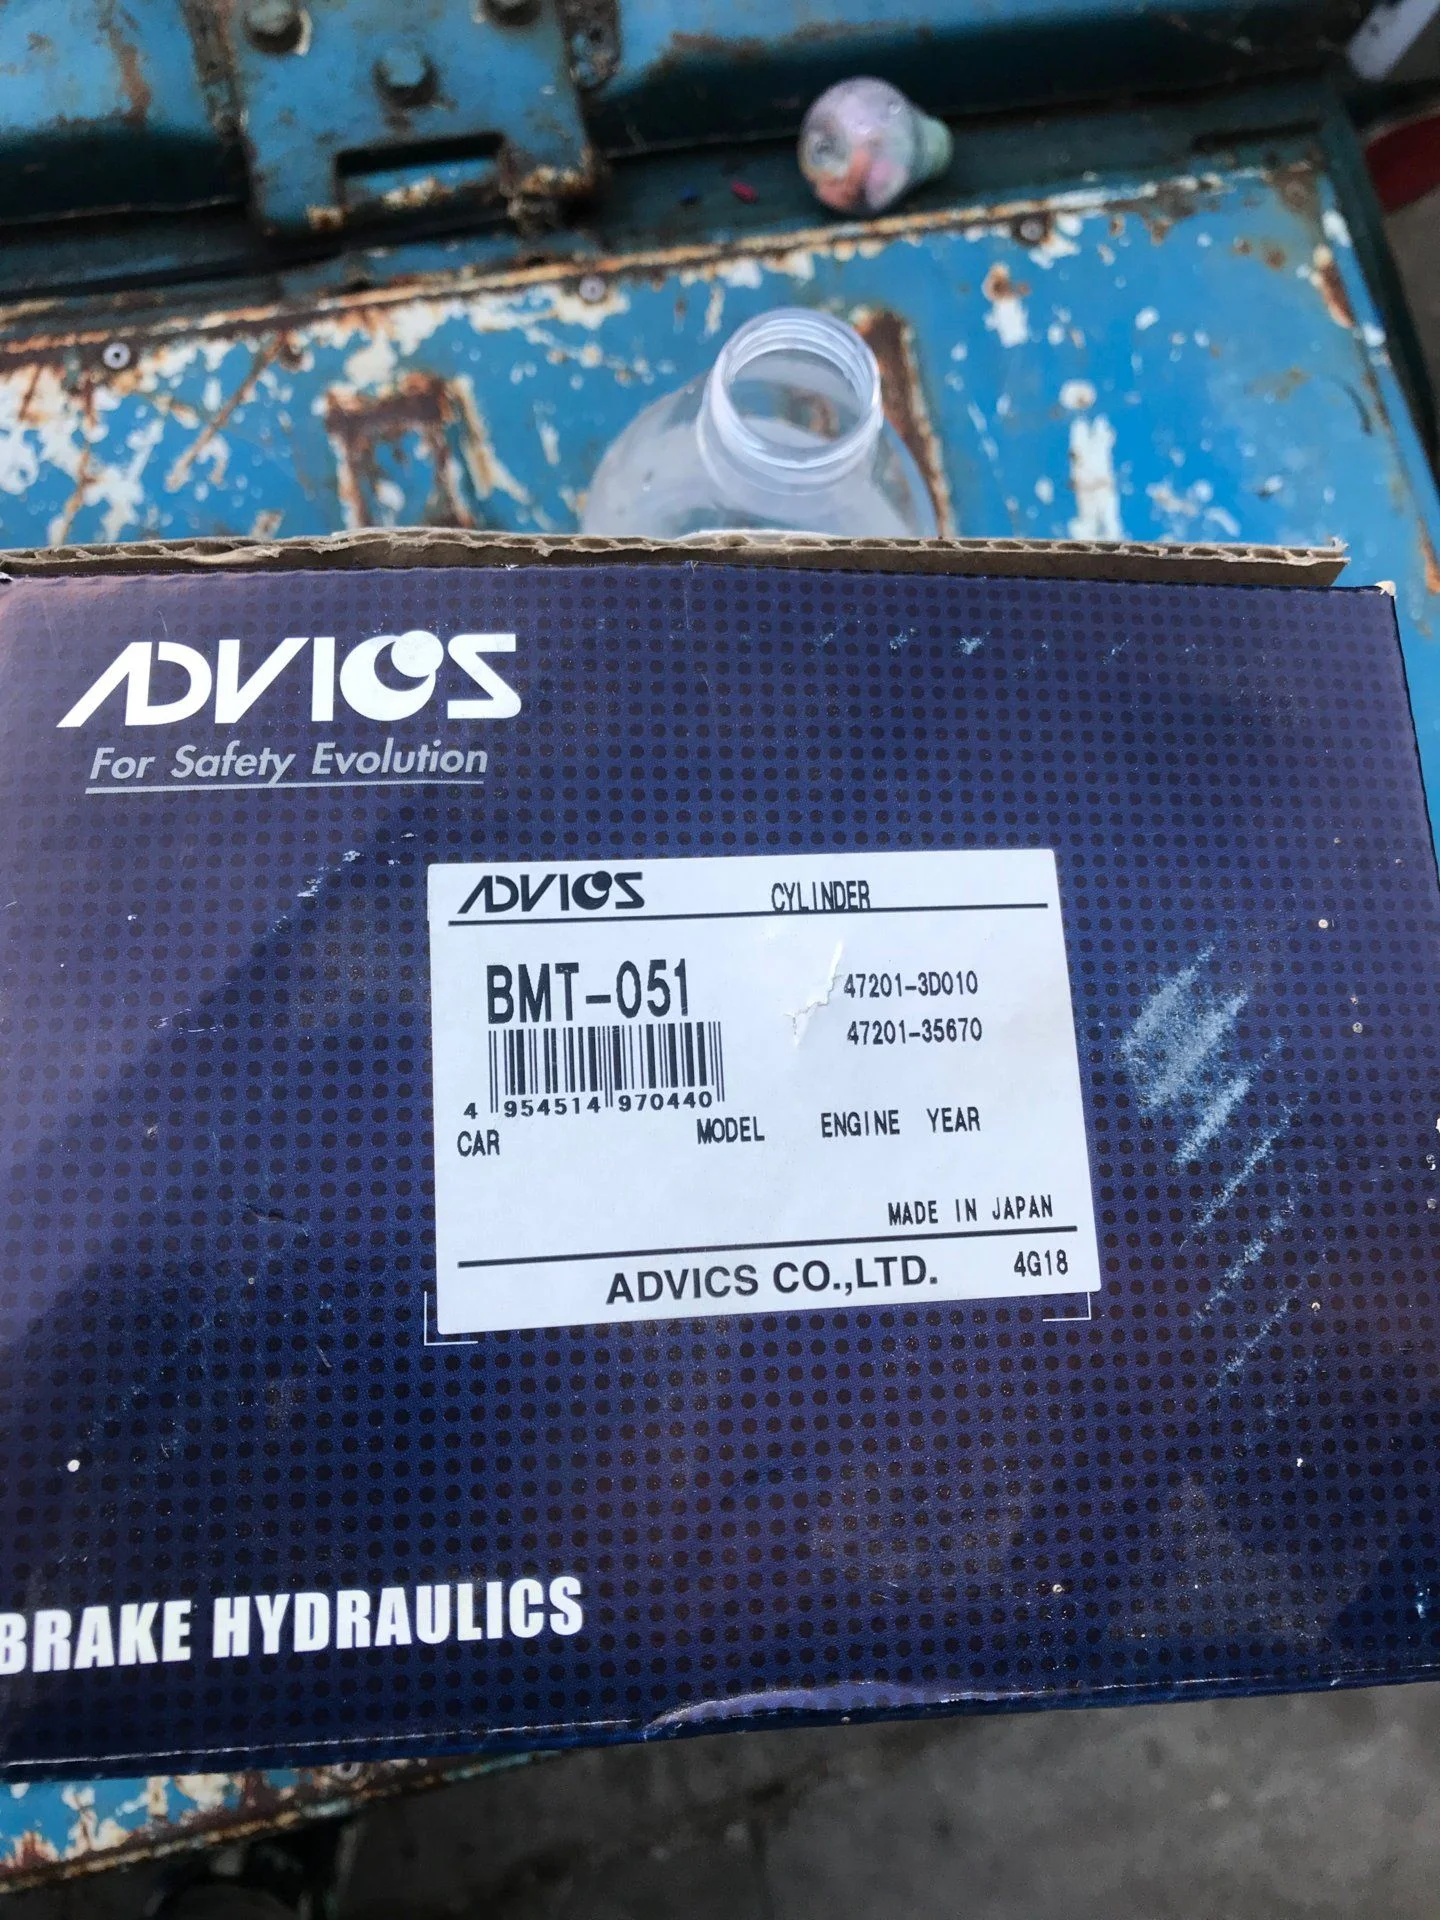 ADVICS
For Safety Evolution
ADVICS CYLINDER
BMT-051 47201-3D010
47201-35670
4 954514 970440
CAR MODEL ENGINE YEAR
MADE IN JAPAN
ADVICS CO.,LTD. 4G18
BRAKE HYDRAULICS